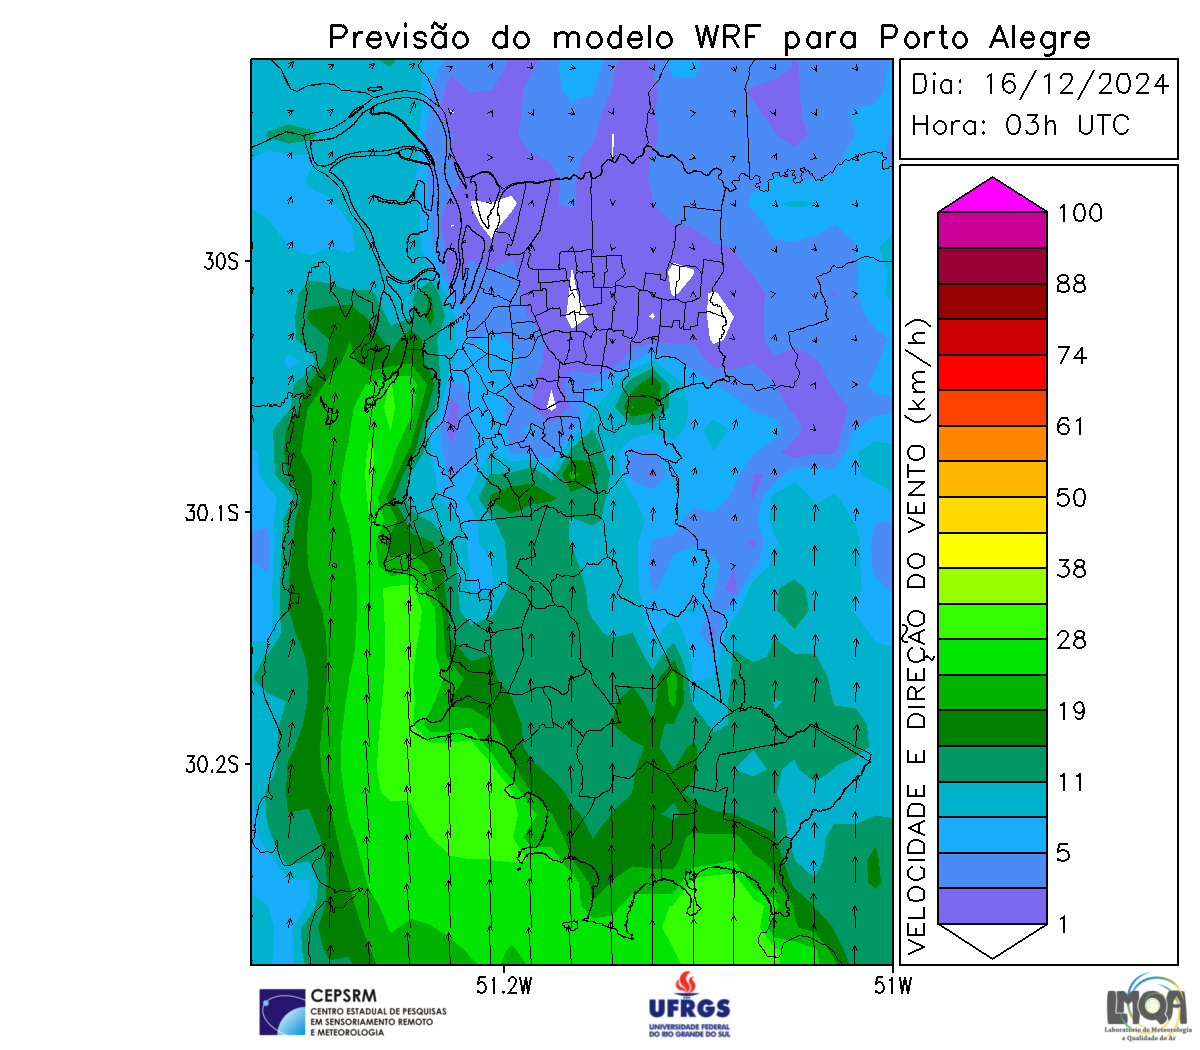 Previsão do modelo WRF para Porto Alegre
Dia: 16/12/2024
Hora: 03h UTC
30S
30.1S
30.2S
51.2W
51W
VELOCIDADE E DIREÇÃO DO VENTO (km/h)
100
88
74
61
50
38
28
19
11
5
1
CEPSRM
CENTRO ESTADUAL DE PESQUISAS
EM SENSORIAMENTO REMOTO
E METEOROLOGIA
UFRGS
UNIVERSIDADE FEDERAL
DO RIO GRANDE DO SUL
LMQA
Laboratório de Meteorologia
e Qualidade do Ar